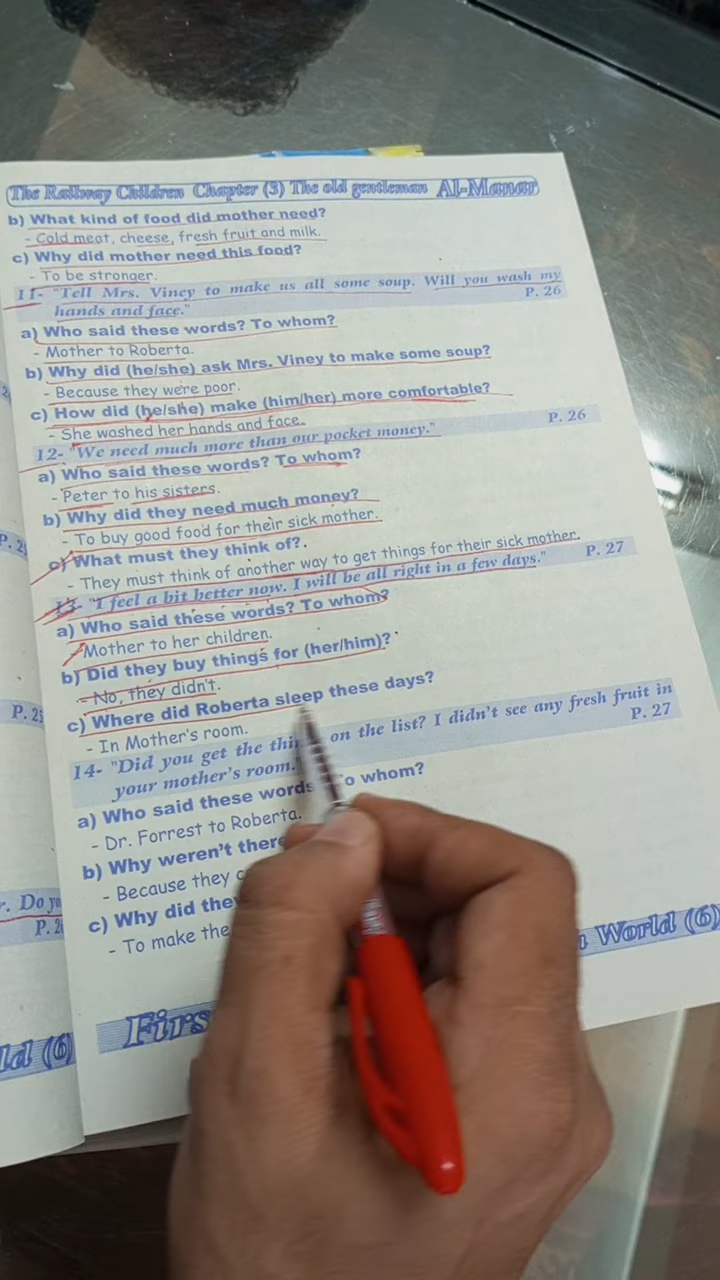 The Railway Children Chapter (3) The old gentleman Al-Manar
b) What kind of food did mother need?
- Cold meat, cheese, fresh fruit and milk.
c) Why did mother need this food?
- To be stronger.
11- "Tell Mrs. Viney to make us all some soup. Will you wash my
hands and face." P. 26
a) Who said these words? To whom?
- Mother to Roberta.
b) Why did (he/she) ask Mrs. Viney to make some soup?
- Because they were poor.
c) How did (he/she) make (him/her) more comfortable?
- She washed her hands and face.
12- "We need much more than our pocket money." P. 26
a) Who said these words? To whom?
- Peter to his sisters.
b) Why did they need much money?
- To buy good food for their sick mother.
c) What must they think of?.
- They must think of another way to get things for their sick mother.
13- "I feel a bit better now. I will be all right in a few days." P. 27
a) Who said these words? To whom?
Mother to her children.
b) Did they buy things for (her/him)?
- No, they didn't.
c) Where did Roberta sleep these days?
- In Mother's room.
14- "Did you get the on the list? I didn't see any fresh fruit in
your mother's room." P. 27
a) Who said these words To whom?
- Dr. Forrest to Roberta.
b) Why weren't
- Because they
c) Why did
- To make the
World (6)
P. 2